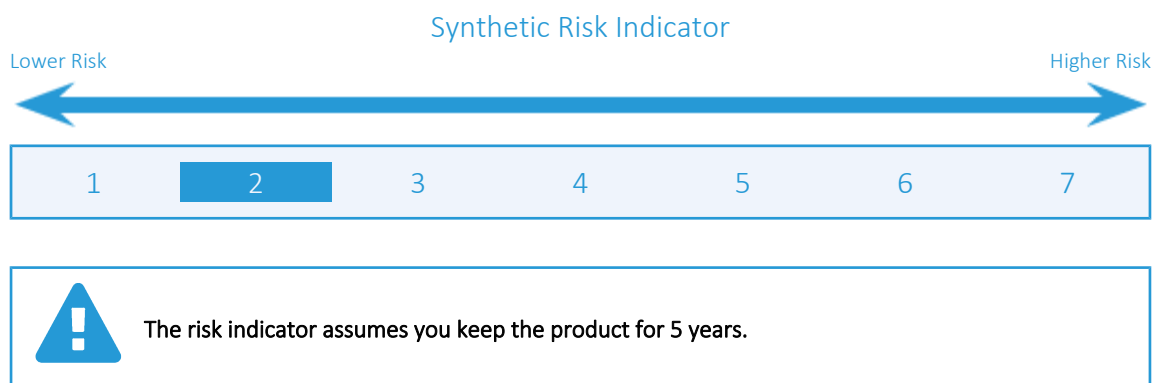 Synthetic Risk Indicator
Lower Risk Higher Risk
1 2 3 4 5 6 7
The risk indicator assumes you keep the product for 5 years.